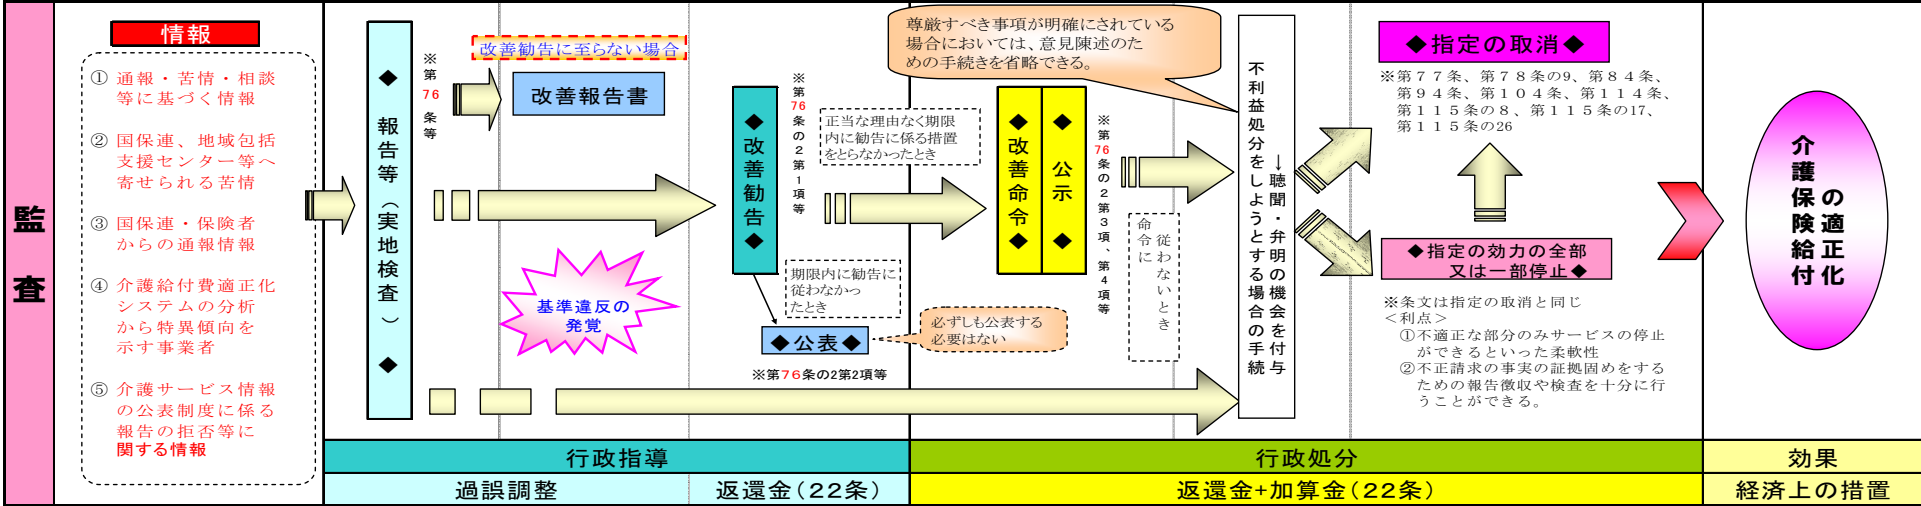 監査
情報
① 通報・苦情・相談
等に基づく情報
② 国保連、地域包括
支援センター等へ
寄せられる苦情
③ 国保連・保険者
からの通報情報
④ 介護給付費適正化
システムの分析
から特異傾向を
示す事業者
⑤ 介護サービス情報
の公表制度に係る
報告の拒否等に
関する情報
◆報告等(実地検査)◆
※第76条等
改善勧告に至らない場合
改善報告書
基準違反の
発覚
◆改善勧告◆
※第76条の2第1項等
正当な理由なく期限
内に勧告に係る措置
をとらなかったとき
期限内に勧告に
従わなかっ
たとき
◆公表◆
※第76条の2第2項等
必ずしも公表する
必要はない
尊厳すべき事項が明確にされている
場合においては、意見陳述のた
めの手続きを省略できる。
◆改善命令◆
◆公示◆
※第76条の2第3項、第4項等
命令に
従わないとき
不利益処分をしようとする場合の手続
→聴聞・弁明の機会を付与
◆指定の取消◆
※第77条、第78条の9、第84条、
第94条、第104条、第114条、
第115条の8、第115条の17、
第115条の26
◆指定の効力の全部
又は一部停止◆
※条文は指定の取消と同じ
<利点>
①不適正な部分のみサービスの停止
ができるといった柔軟性
②不正請求の事実の証拠固めをする
ための報告徴収や検査を十分に行
うことができる。
介護保険給付
の適正化
行政指導
行政処分
効果
過誤調整
返還金(22条)
返還金+加算金(22条)
経済上の措置